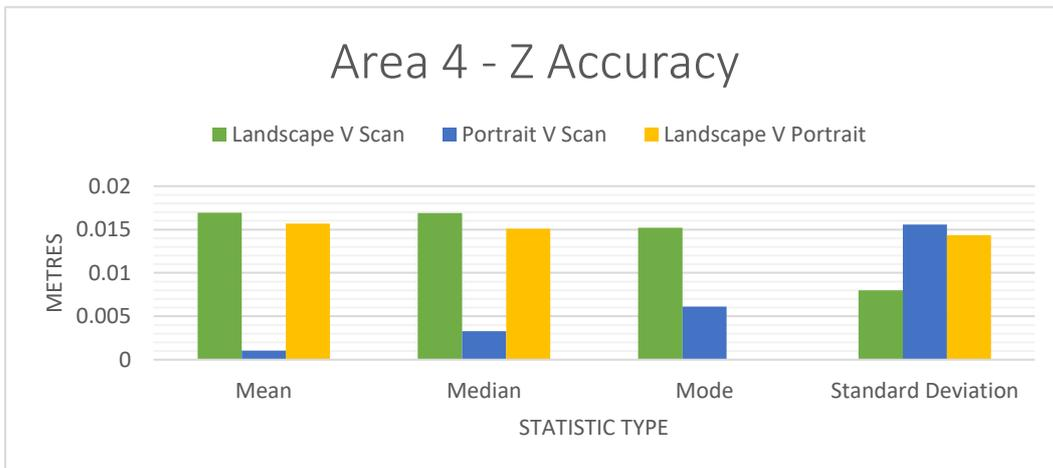 Area 4 - Z Accuracy
Landscape V Scan Portrait V Scan Landscape V Portrait
0.02
0.015
0.01
0.005
0
METRES
Mean Median Mode Standard Deviation
STATISTIC TYPE